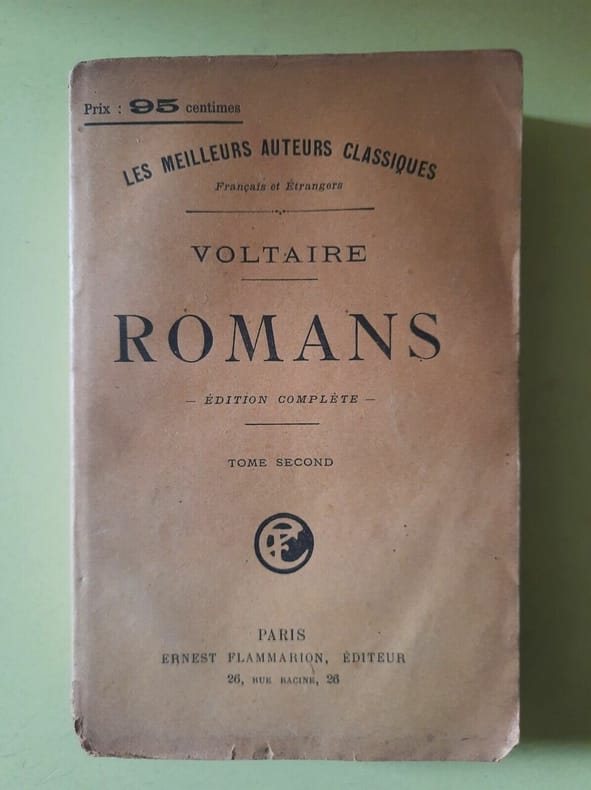 Prix : 95 centimes
LES MEILLEURS AUTEURS CLASSIQUES
Français et Étrangers
VOLTAIRE
ROMANS
— ÉDITION COMPLÈTE —
TOME SECOND
PARIS
ERNEST FLAMMARION, ÉDITEUR
26, RUE RACINE, 26